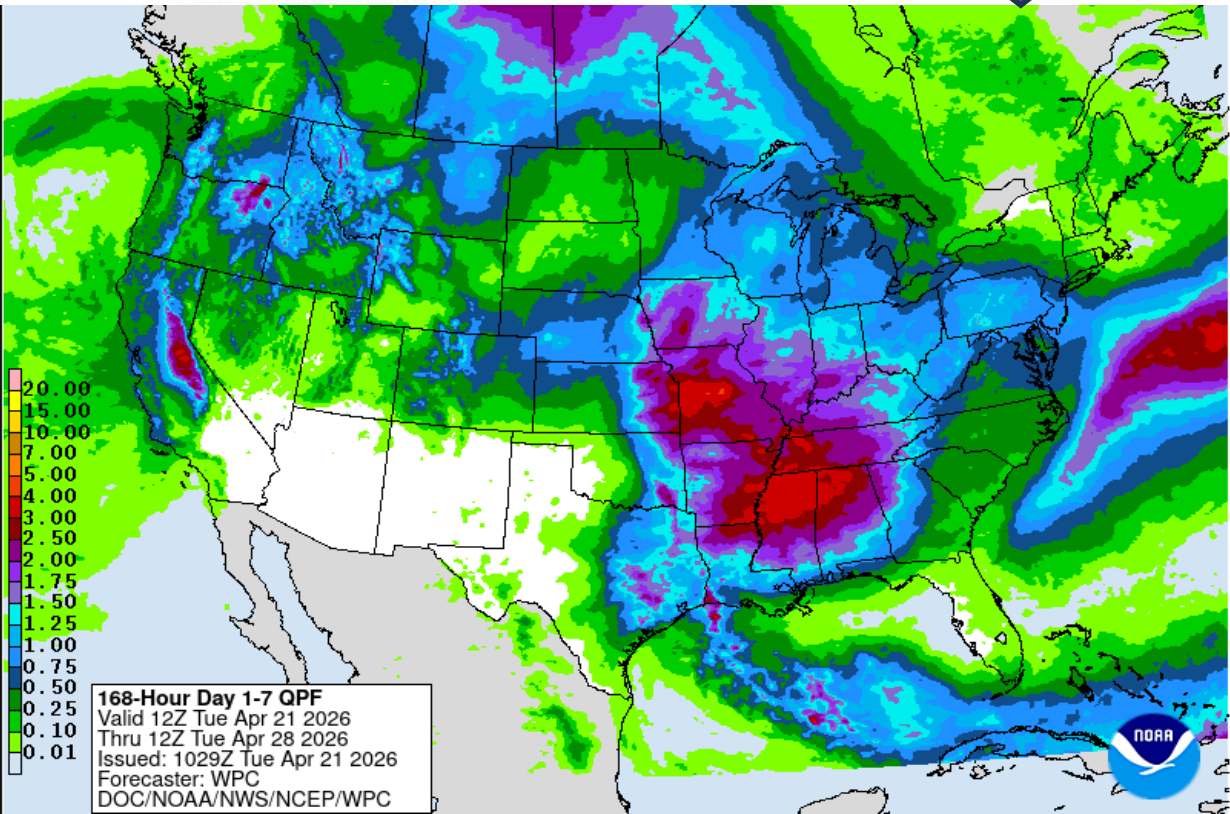 20.00
15.00
10.00
7.00
5.00
4.00
3.00
2.50
2.00
1.75
1.50
1.25
1.00
0.75
0.50
0.25
0.10
0.01
168-Hour Day 1-7 QPF
Valid 12Z Tue Apr 21 2026
Thru 12Z Tue Apr 28 2026
Issued: 1029Z Tue Apr 21 2026
Forecaster: WPC
DOC/NOAA/NWS/NCEP/WPC
NOAA